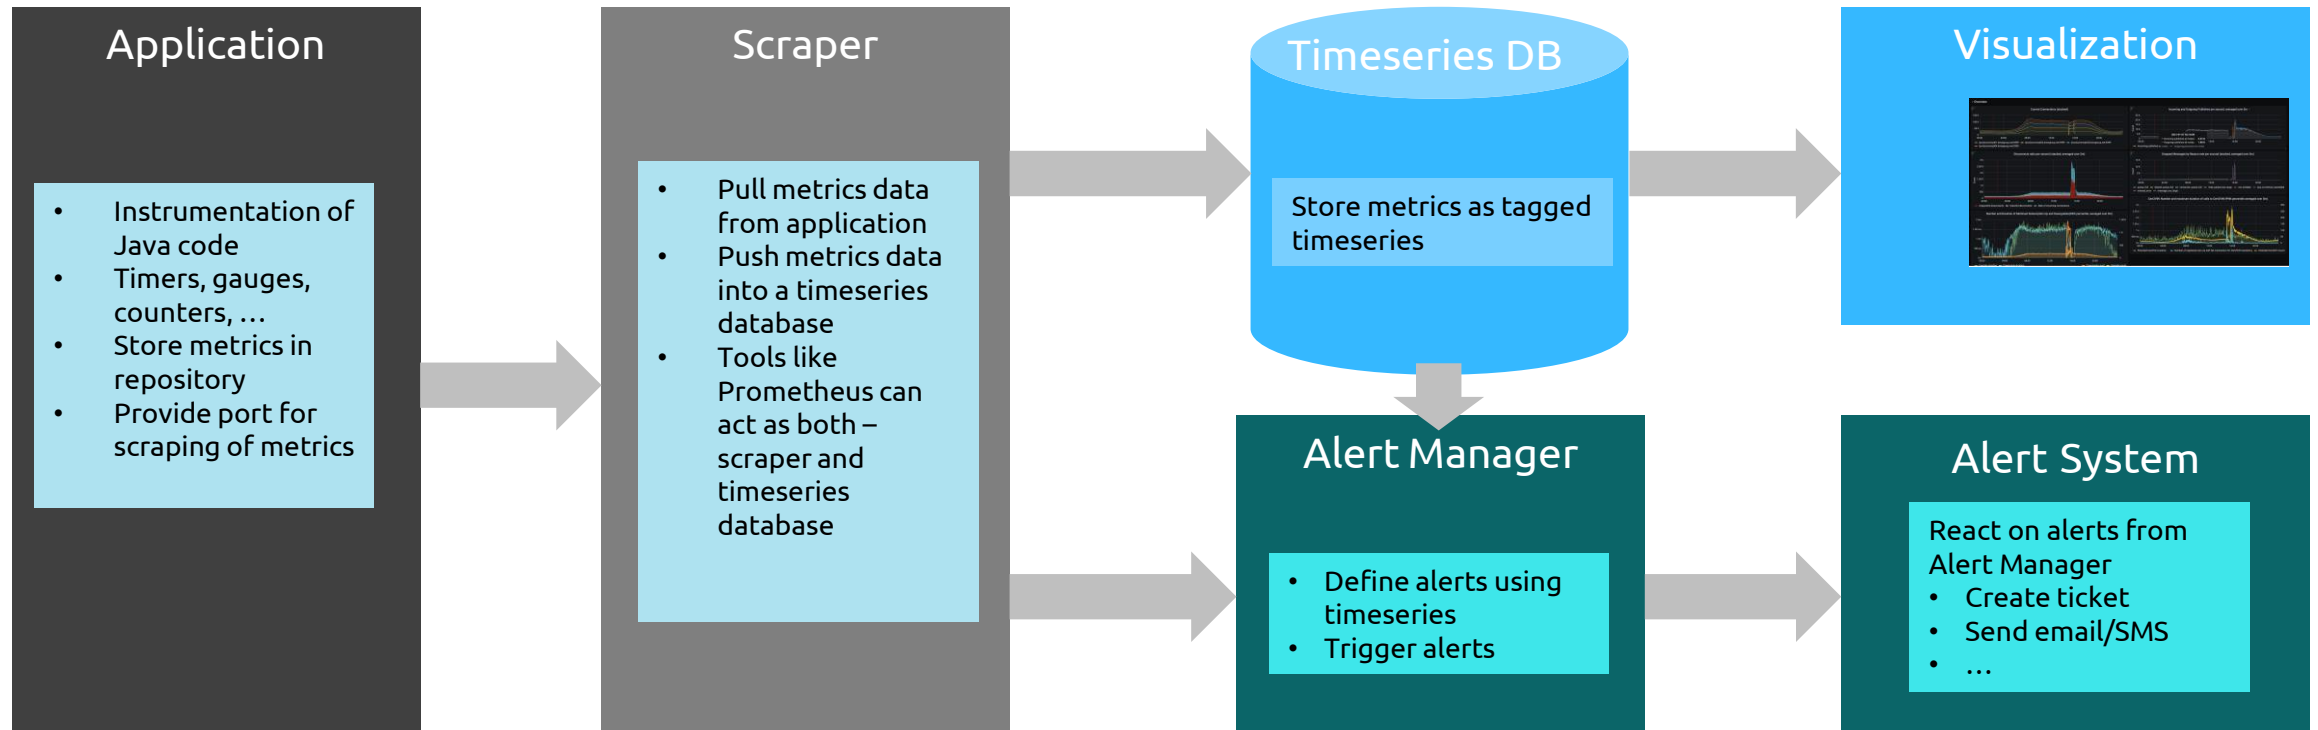 Application
• Instrumentation of
Java code
• Timers, gauges,
counters, …
• Store metrics in
repository
• Provide port for
scraping of metrics
Scraper
• Pull metrics data
from application
• Push metrics data
into a timeseries
database
• Tools like
Prometheus can
act as both –
scraper and
timeseries
database
Timeseries DB
Store metrics as tagged
timeseries
Visualization
Alert Manager
• Define alerts using
timeseries
• Trigger alerts
Alert System
React on alerts from
Alert Manager
• Create ticket
• Send email/SMS
• …